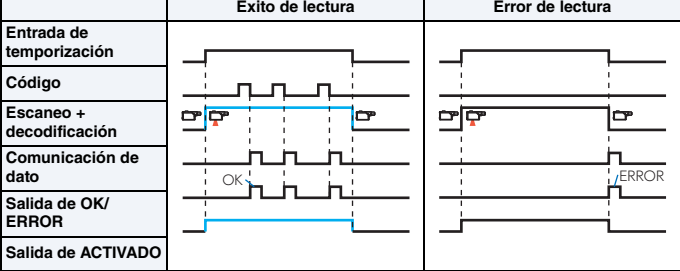 Exito de lectura
Error de lectura
Entrada de
temporización
Código
Escaneo +
decodificación
Comunicación de
dato
OK
ERROR
Salida de OK/
ERROR
Salida de ACTIVADO